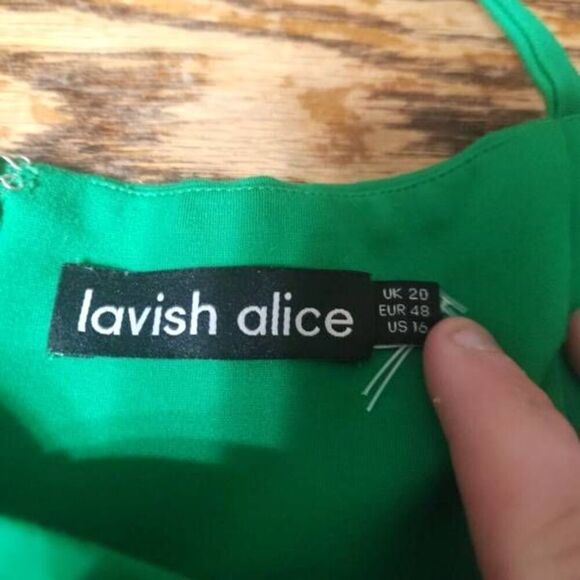 lavish alice
UK 20
EUR 48
US 16